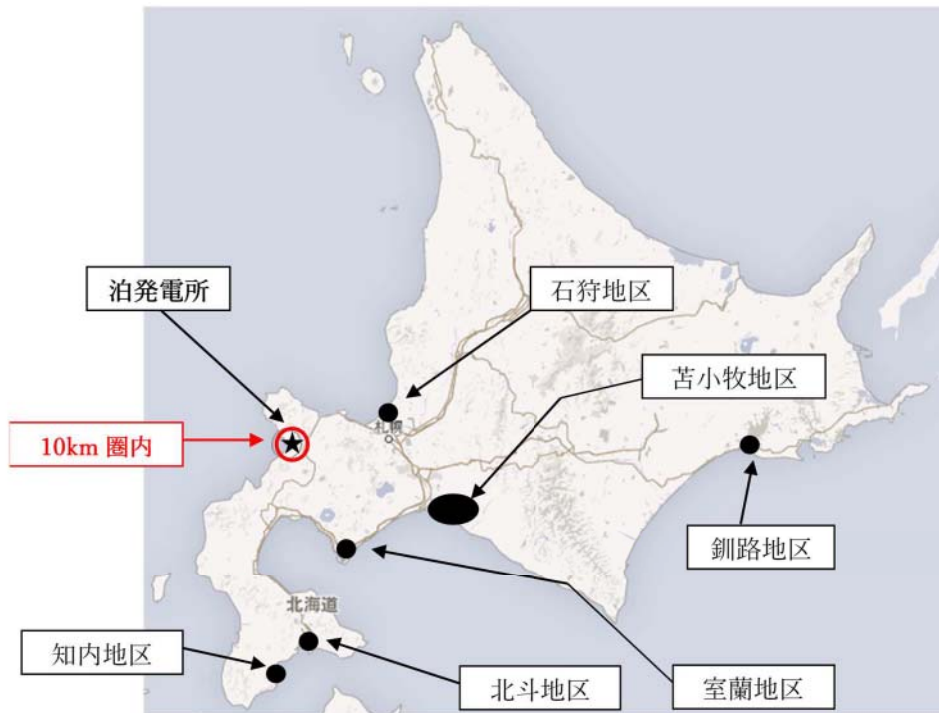 泊発電所
石狩地区
苫小牧地区
札幌
10km 圏内
釧路地区
北海道
知内地区
北斗地区
室蘭地区